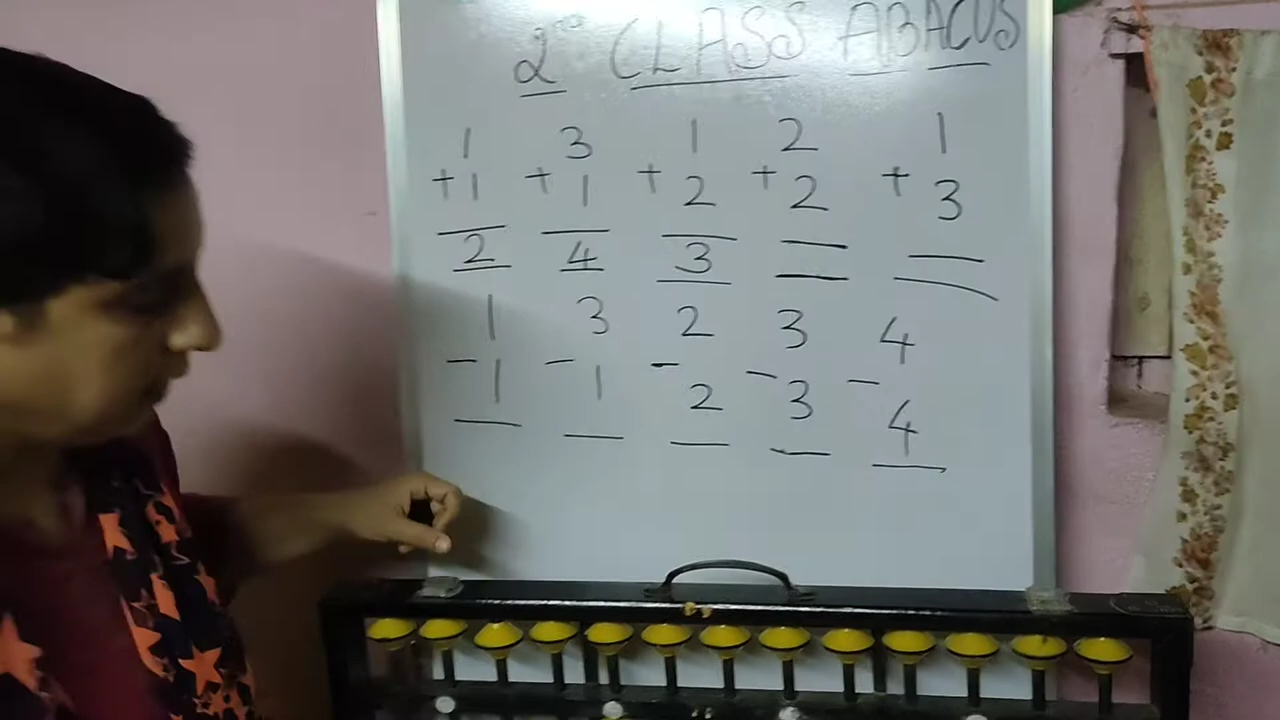 2nd CLASS ABACUS
1 3 1 2 1
+1 +1 +2 +2 +3
2 4 3
1 3 2 3 4
-1 -1 -2 -3 -4